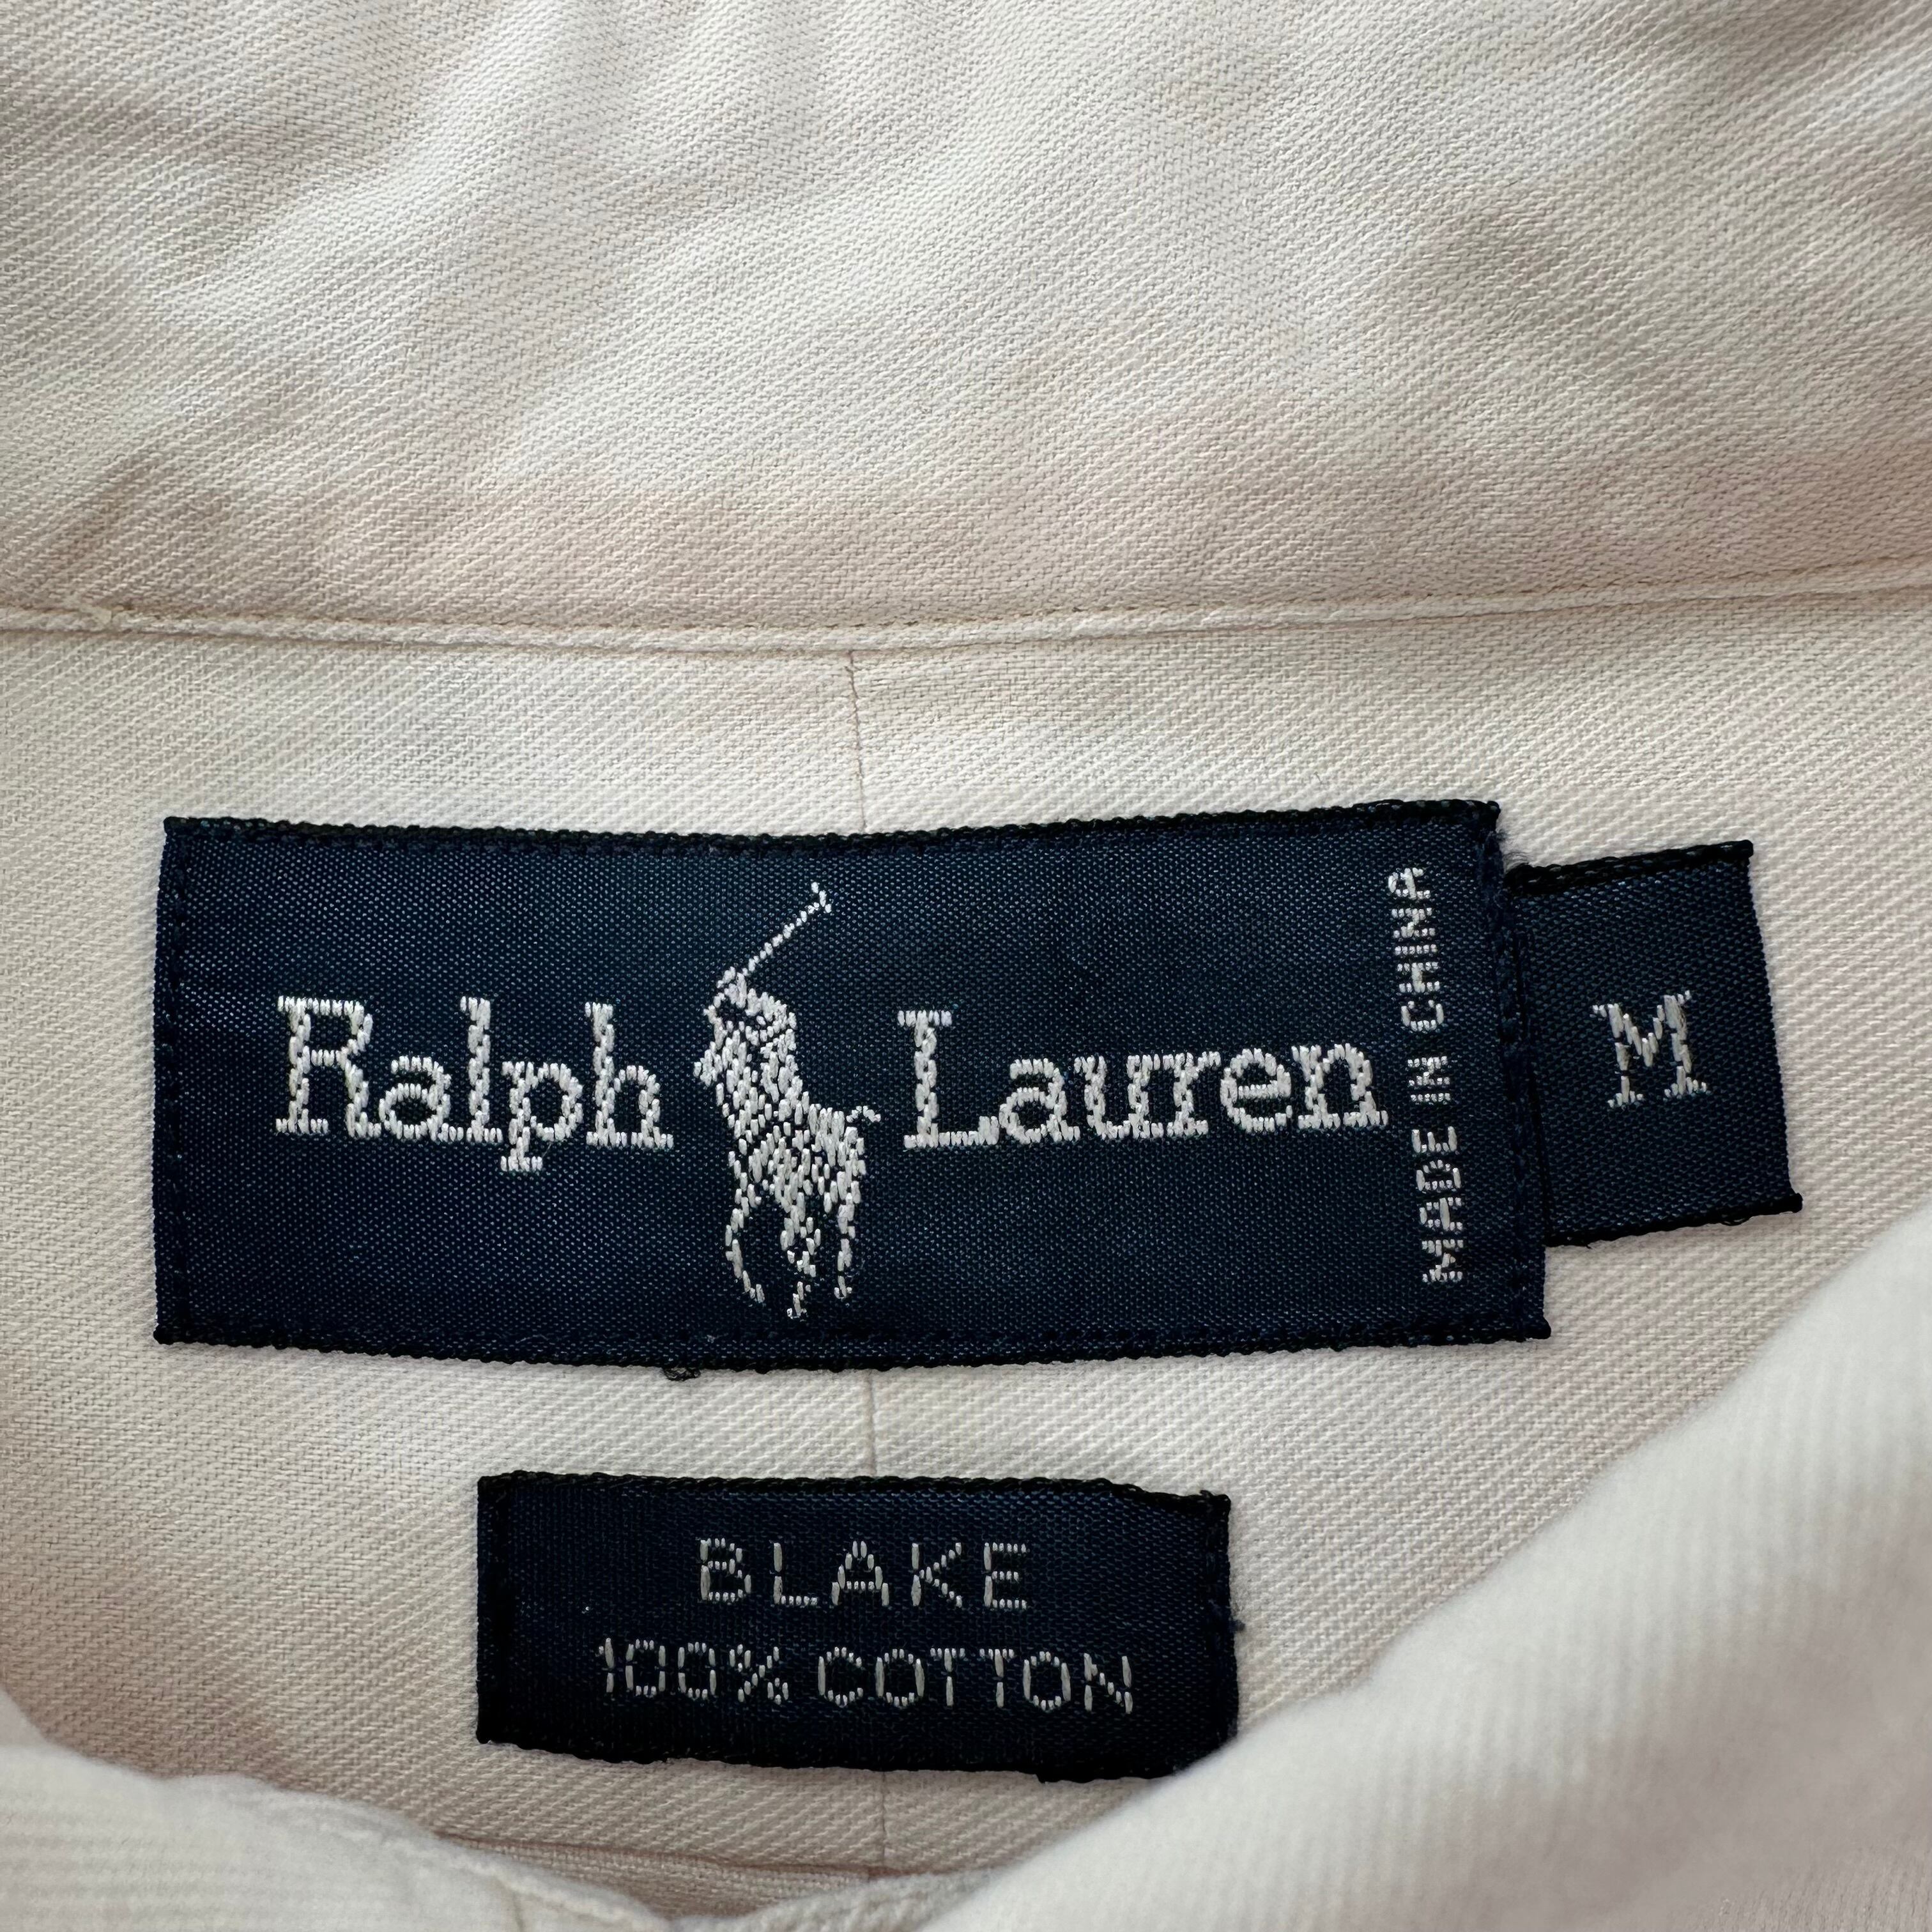 Ralph Lauren
MADE IN CHINA
M
BLAKE
100% COTTON